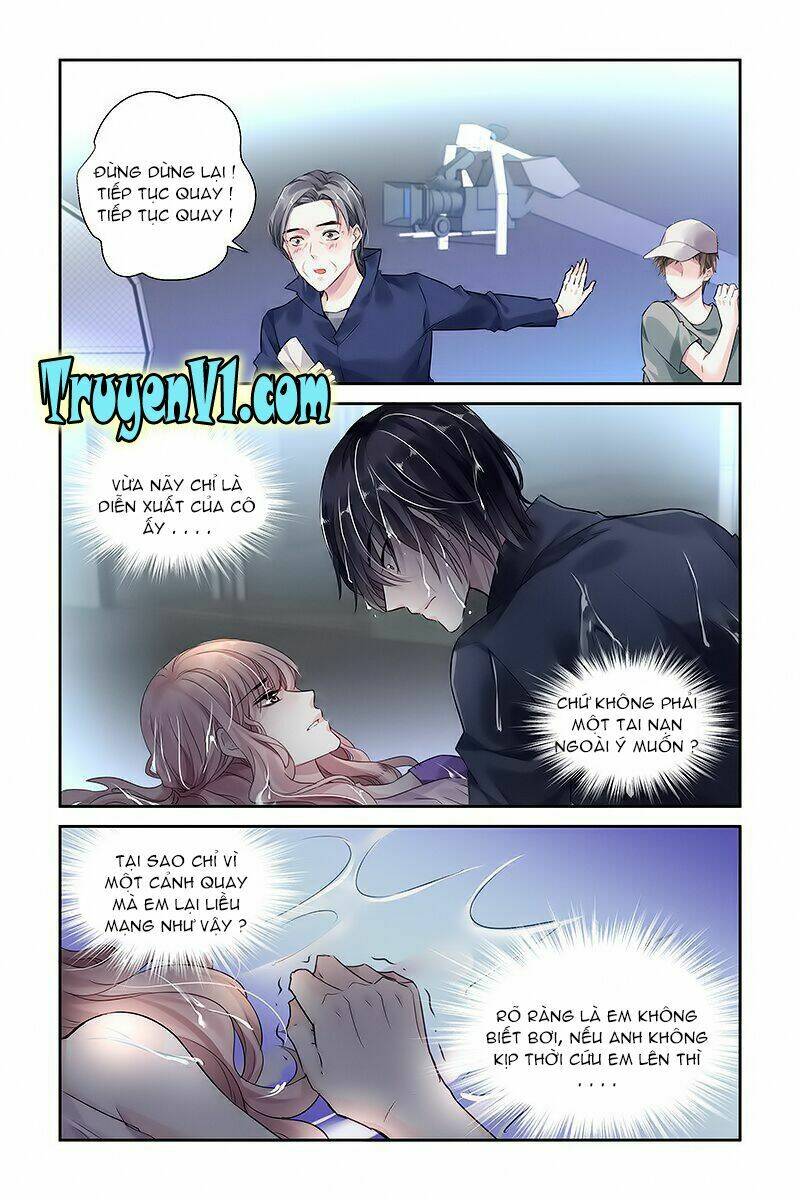 ĐỪNG DỪNG LẠI !
TIẾP TỤC QUAY !
TIẾP TỤC QUAY !
TruyenV1.com
VỪA NÃY CHỈ LÀ
DIỄN XUẤT CỦA CÔ
ẤY . . . .
CHỨ KHÔNG PHẢI
MỘT TAI NẠN
NGOÀI Ý MUỐN ?
TẠI SAO CHỈ VÌ
MỘT CẢNH QUAY
MÀ EM LẠI LIỀU
MẠNG NHƯ VẬY ?
RÕ RÀNG LÀ EM KHÔNG
BIẾT BƠI, NẾU ANH KHÔNG
KỊP THỜI CỨU EM LÊN THÌ
. . . .